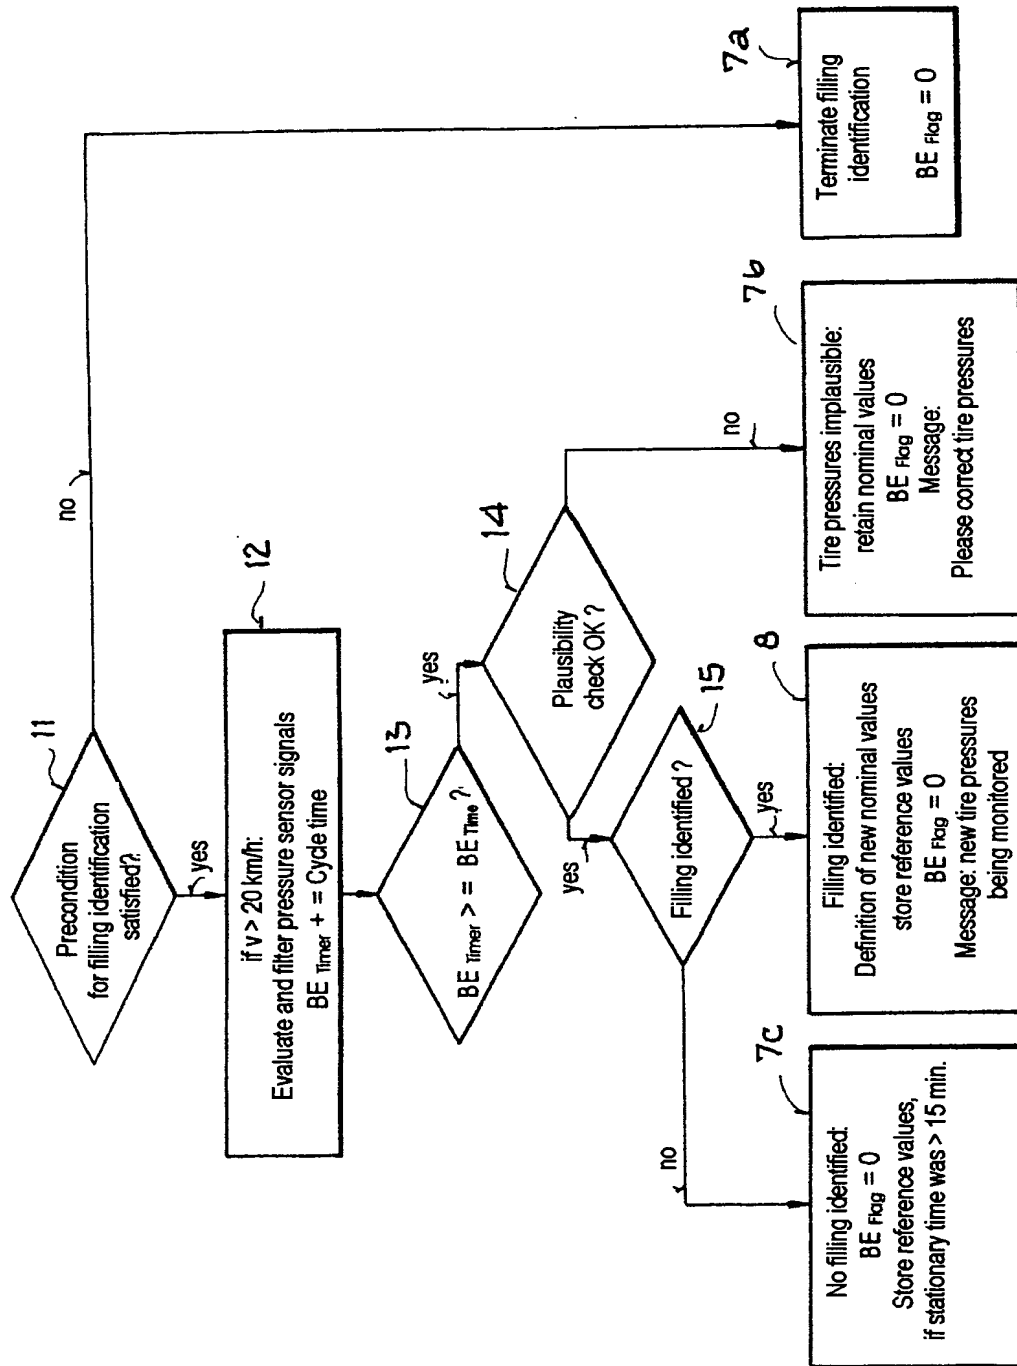 11
Precondition
for filling identification
satisfied?
no
yes
12
if v > 20 km/h:
Evaluate and filter pressure sensor signals
BE Timer + = Cycle time
13
BE Timer > = BE Time ?
yes
14
Plausibility
check OK ?
no
yes
15
Filling identified ?
no
yes
7c
No filling identified:
BE Flag = 0
Store reference values,
if stationary time was > 15 min.
8
Filling identified:
Definition of new nominal values
store reference values
BE Flag = 0
Message: new tire pressures
being monitored
7b
Tire pressures implausible:
retain nominal values
BE Flag = 0
Message:
Please correct tire pressures
7a
Terminate filling
identification
BE Flag = 0